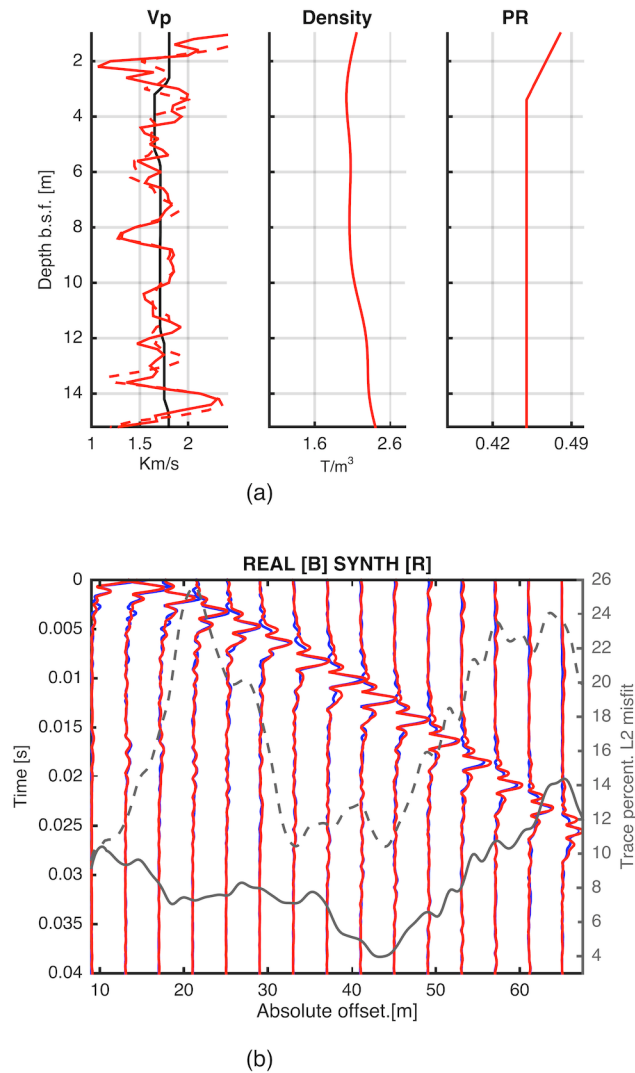 Vp Density PR
Depth b.s.f. [m]
2
4
6
8
10
12
14
1 1.5 2 1.6 2.6 0.42 0.49
Km/s T/m³
(a)
REAL [B] SYNTH [R]
Time [s]
0
0.005
0.01
0.015
0.02
0.025
0.03
0.035
0.04
26
24
22
20
18
16
14
12
10
8
6
4
Trace percent. L2 misfit
10 20 30 40 50 60
Absolute offset.[m]
(b)